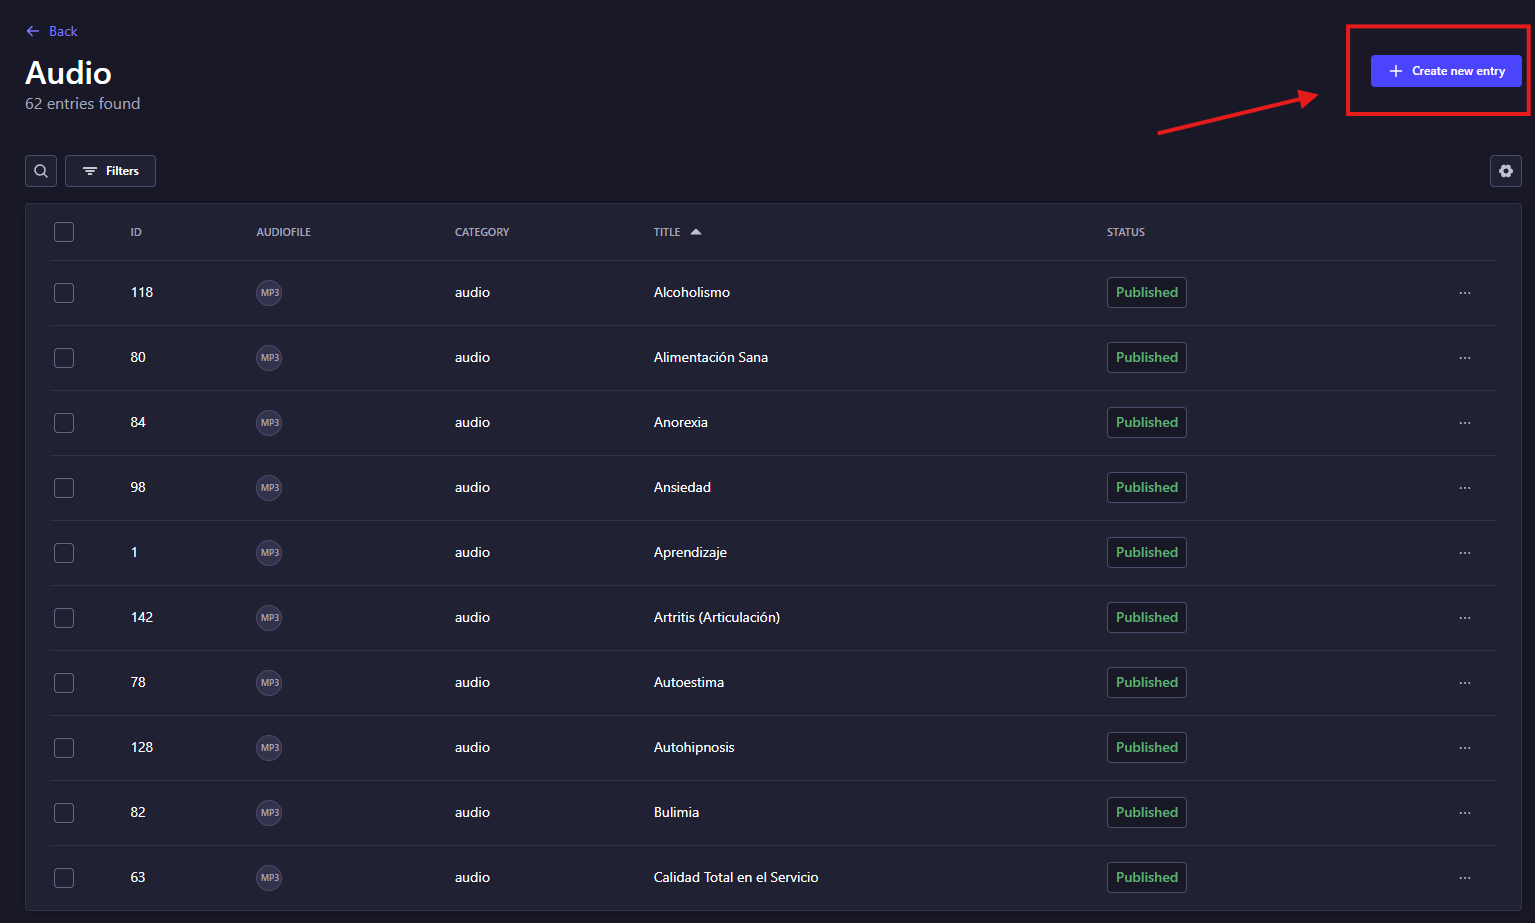 Back
Audio
62 entries found
Create new entry
Filters
ID AUDIOFILE CATEGORY TITLE STATUS
118 MP3 audio Alcoholismo Published
80 MP3 audio Alimentación Sana Published
84 MP3 audio Anorexia Published
98 MP3 audio Ansiedad Published
1 MP3 audio Aprendizaje Published
142 MP3 audio Artritis (Articulación) Published
78 MP3 audio Autoestima Published
128 MP3 audio Autohipnosis Published
82 MP3 audio Bulimia Published
63 MP3 audio Calidad Total en el Servicio Published